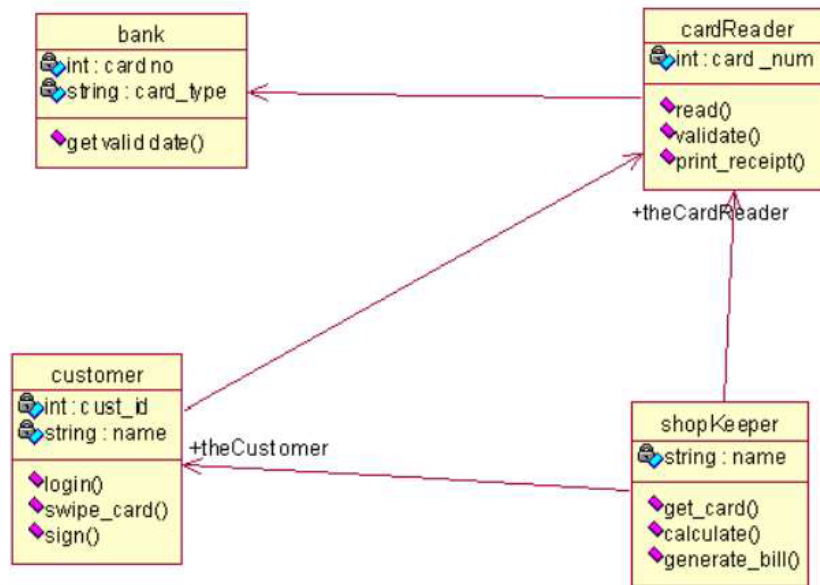 bank
int : card no
string : card_type
get valid date()
cardReader
int : card _num
read()
validate()
print_receipt()
+theCardReader
customer
int : cust_id
string : name
login()
swipe_card()
sign()
+theCustomer
shopKeeper
string : name
get_card()
calculate()
generate_bill()